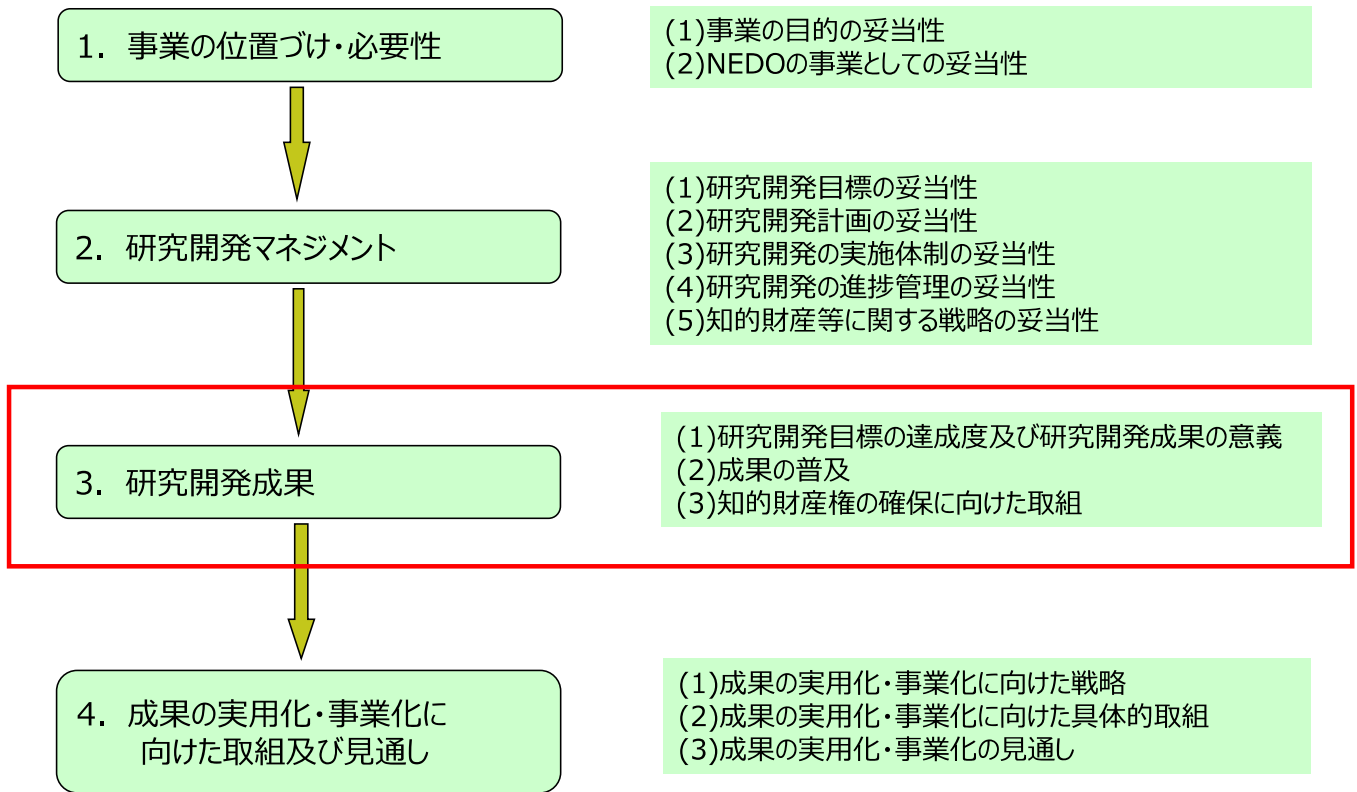 1. 事業の位置づけ・必要性
(1)事業の目的の妥当性
(2)NEDOの事業としての妥当性
2. 研究開発マネジメント
(1)研究開発目標の妥当性
(2)研究開発計画の妥当性
(3)研究開発の実施体制の妥当性
(4)研究開発の進捗管理の妥当性
(5)知的財産等に関する戦略の妥当性
3. 研究開発成果
(1)研究開発目標の達成度及び研究開発成果の意義
(2)成果の普及
(3)知的財産権の確保に向けた取組
4. 成果の実用化・事業化に
向けた取組及び見通し
(1)成果の実用化・事業化に向けた戦略
(2)成果の実用化・事業化に向けた具体的取組
(3)成果の実用化・事業化の見通し